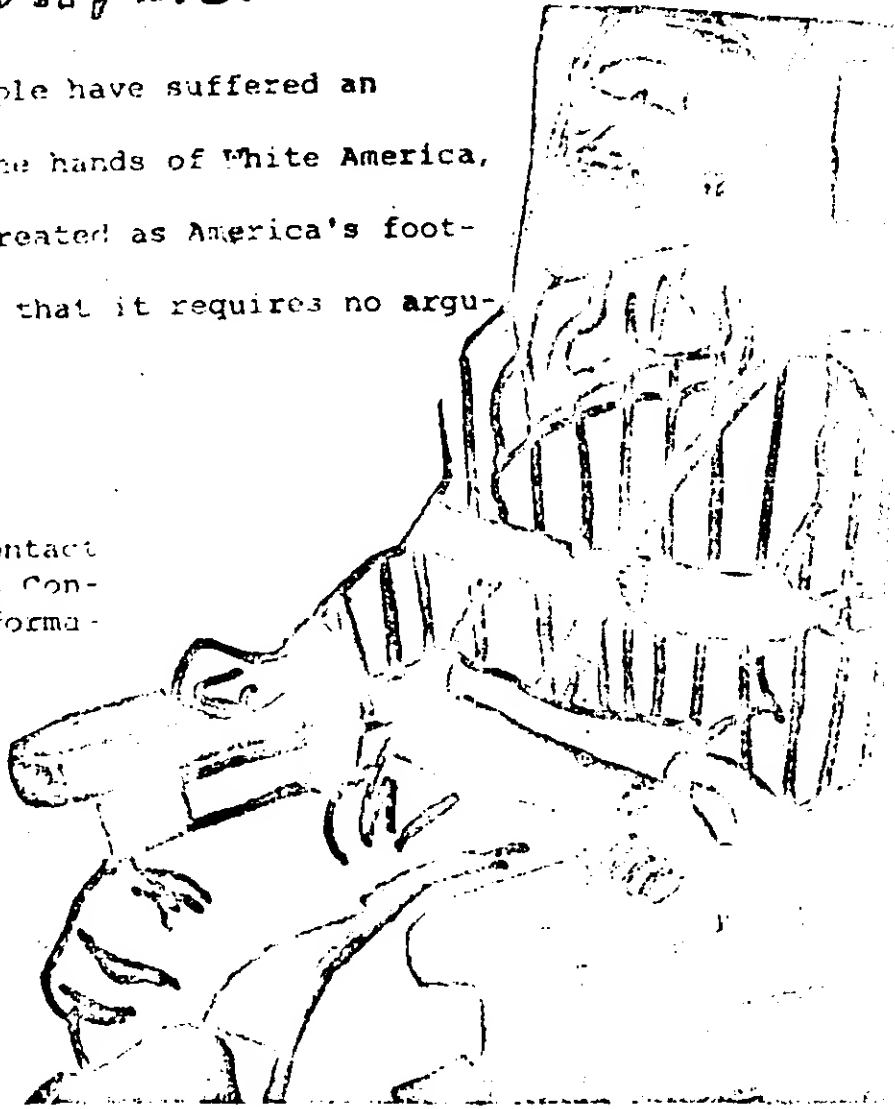 ple have suffered an
he hands of White America,
reated as America's foot-
that it requires no argu-
ontact
Con-
forma-